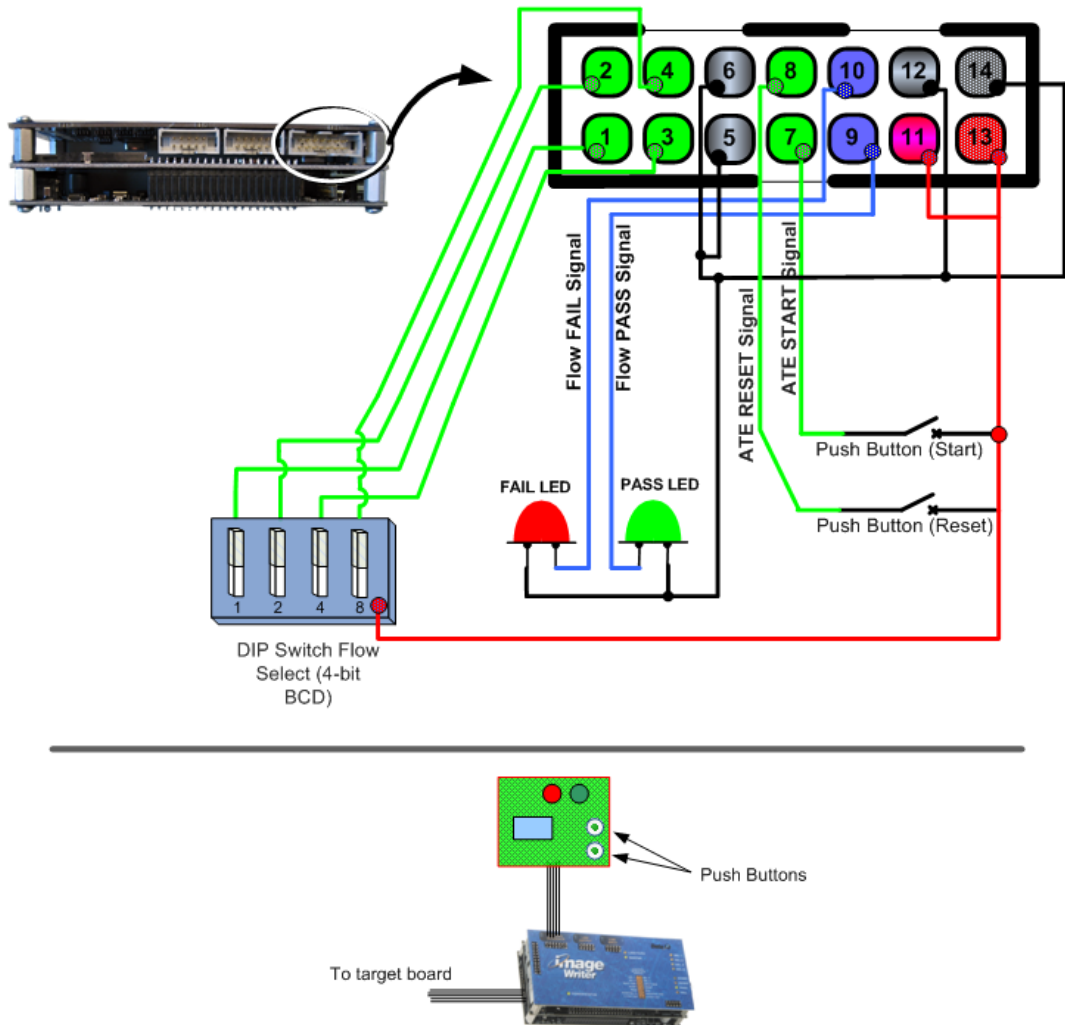 2
4
6
8
10
12
14
1
3
5
7
9
11
13
Flow FAIL Signal
Flow PASS Signal
ATE RESET Signal
ATE START Signal
Push Button (Start)
Push Button (Reset)
FAIL LED
PASS LED
1
2
4
8
DIP Switch Flow
Select (4-bit
BCD)
Push Buttons
To target board
image
Writer